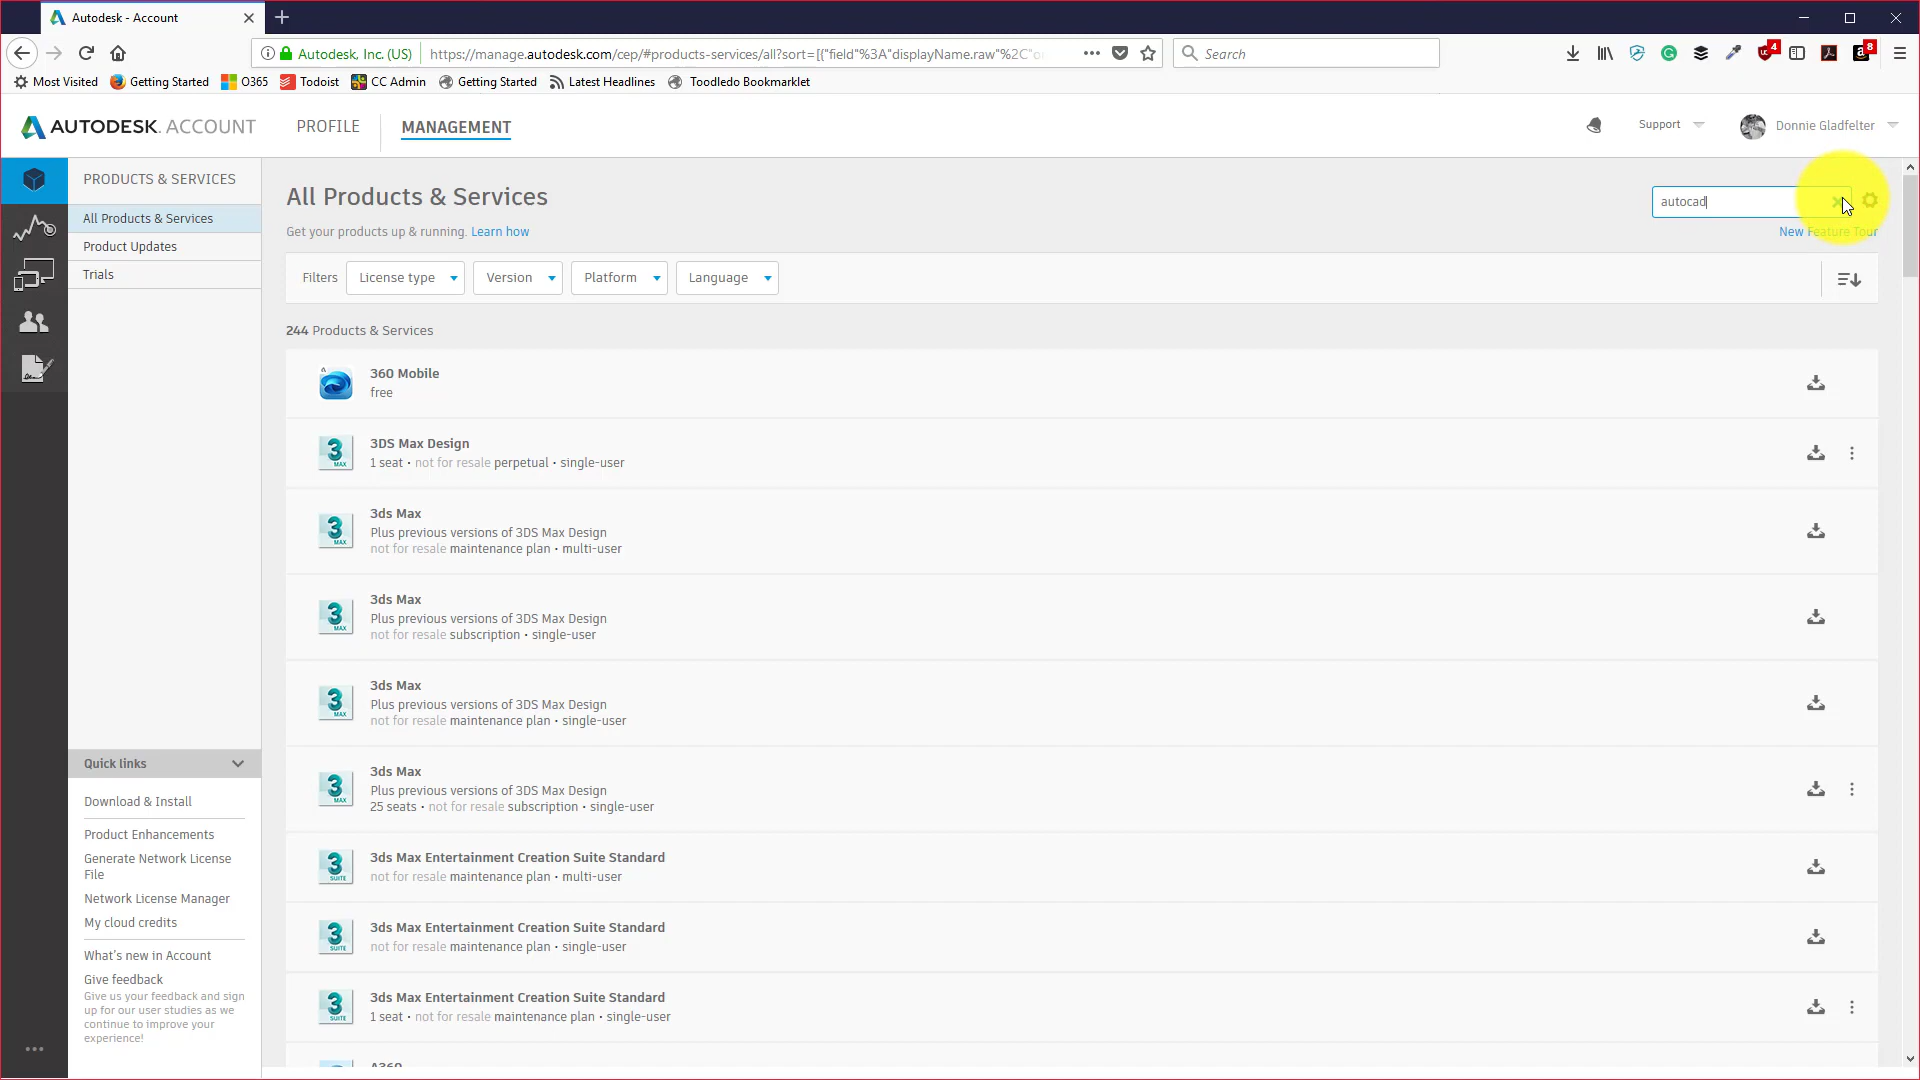 Autodesk - Account
Autodesk, Inc. (US)
https://manage.autodesk.com/cep/#products-services/all?sort=[{"field"%3A"displayName.raw"%2C"or
Search
4
8
Most Visited
Getting Started
O365
Todoist
CC Admin
Getting Started
Latest Headlines
Toodledo Bookmarklet
AUTODESK. ACCOUNT
PROFILE
MANAGEMENT
Support
Donnie Gladfelter
PRODUCTS & SERVICES
All Products & Services
Product Updates
Trials
All Products & Services
autocad
Get your products up & running. Learn how
New Feature Tour
Filters
License type
Version
Platform
Language
244 Products & Services
360 Mobile
free
3DS Max Design
1 seat • not for resale perpetual • single-user
3ds Max
Plus previous versions of 3DS Max Design
not for resale maintenance plan • multi-user
3ds Max
Plus previous versions of 3DS Max Design
not for resale subscription • single-user
3ds Max
Plus previous versions of 3DS Max Design
not for resale maintenance plan • single-user
3ds Max
Plus previous versions of 3DS Max Design
25 seats • not for resale subscription • single-user
3ds Max Entertainment Creation Suite Standard
not for resale maintenance plan • multi-user
3ds Max Entertainment Creation Suite Standard
not for resale maintenance plan • single-user
3ds Max Entertainment Creation Suite Standard
1 seat • not for resale maintenance plan • single-user
A360
Quick links
Download & Install
Product Enhancements
Generate Network License
File
Network License Manager
My cloud credits
What's new in Account
Give feedback
Give us your feedback and sign
up for our user studies as we
continue to improve your
experience!